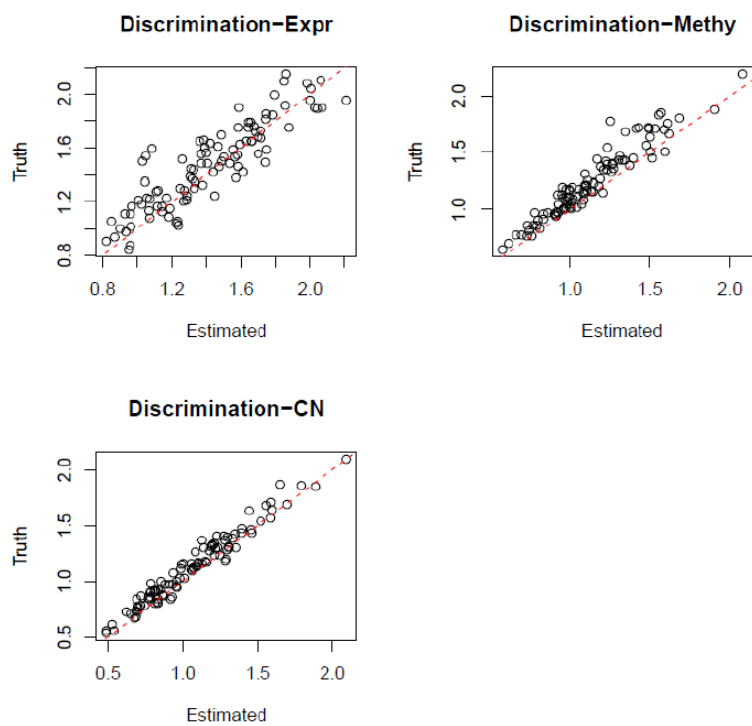 Discrimination−Expr
Truth
0.8 1.2 1.6 2.0
0.8 1.2 1.6 2.0
Estimated
Discrimination−Methy
Truth
1.0 1.5 2.0
1.0 1.5 2.0
Estimated
Discrimination−CN
Truth
0.5 1.0 1.5 2.0
0.5 1.0 1.5 2.0
Estimated